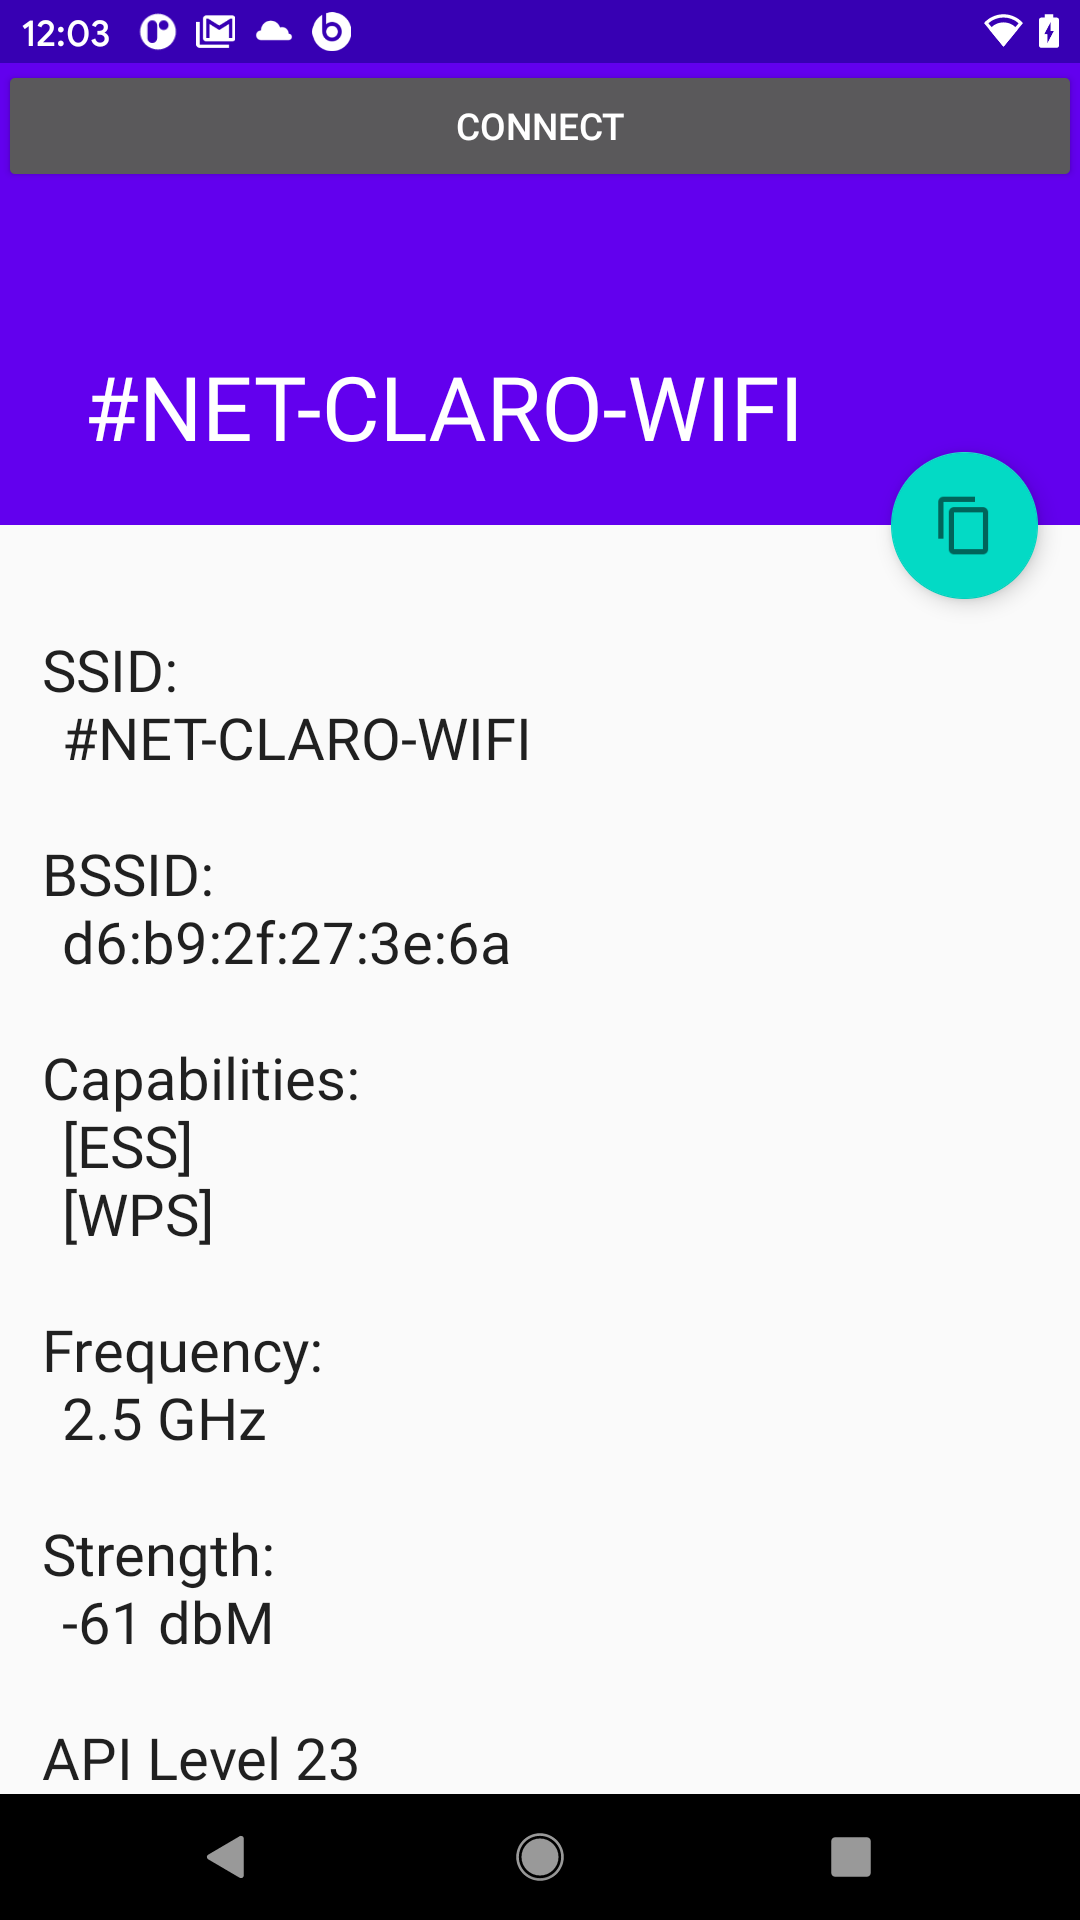 12:03
CONNECT
#NET-CLARO-WIFI
SSID:
#NET-CLARO-WIFI
BSSID:
d6:b9:2f:27:3e:6a
Capabilities:
[ESS]
[WPS]
Frequency:
2.5 GHz
Strength:
-61 dbM
API Level 23